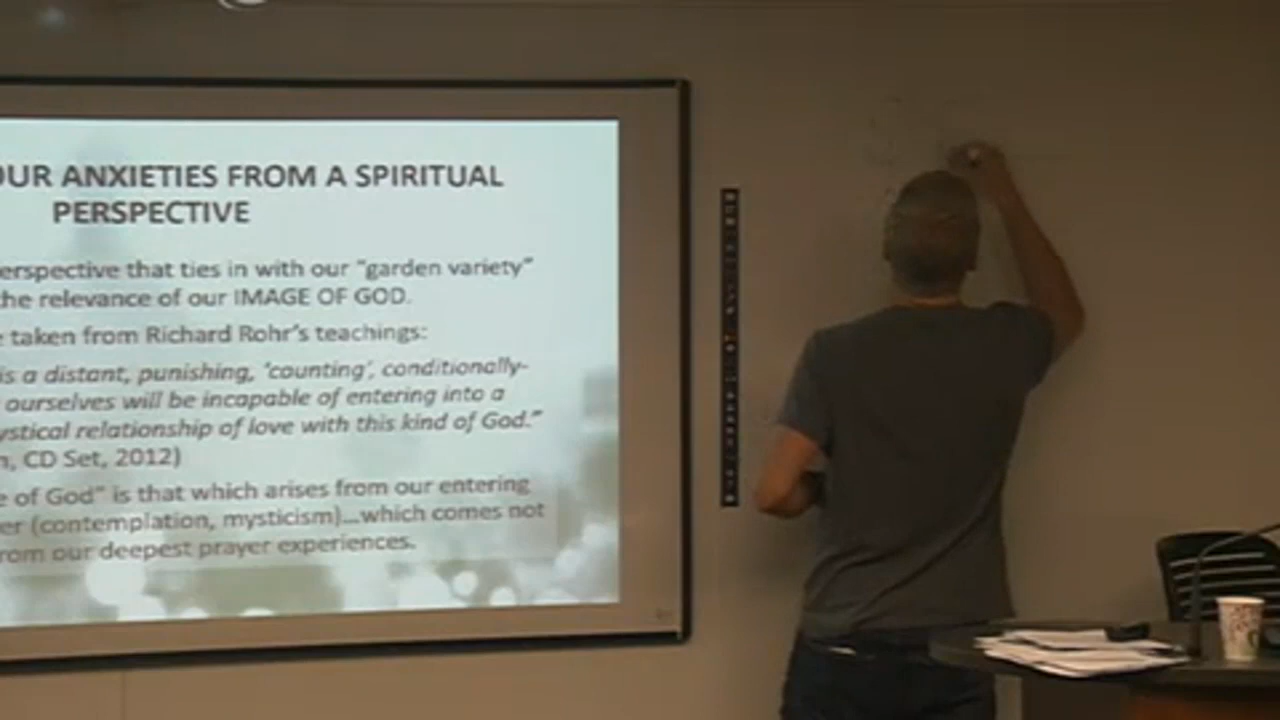 OUR ANXIETIES FROM A SPIRITUAL
PERSPECTIVE
erspective that ties in with our "garden variety"
the relevance of our IMAGE OF GOD.
e taken from Richard Rohr's teachings:
is a distant, punishing, 'counting', conditionally-
ourselves will be incapable of entering into a
ystical relationship of love with this kind of God."
n, CD Set, 2012)
e of God" is that which arises from our entering
er (contemplation, mysticism)...which comes not
rom our deepest prayer experiences.